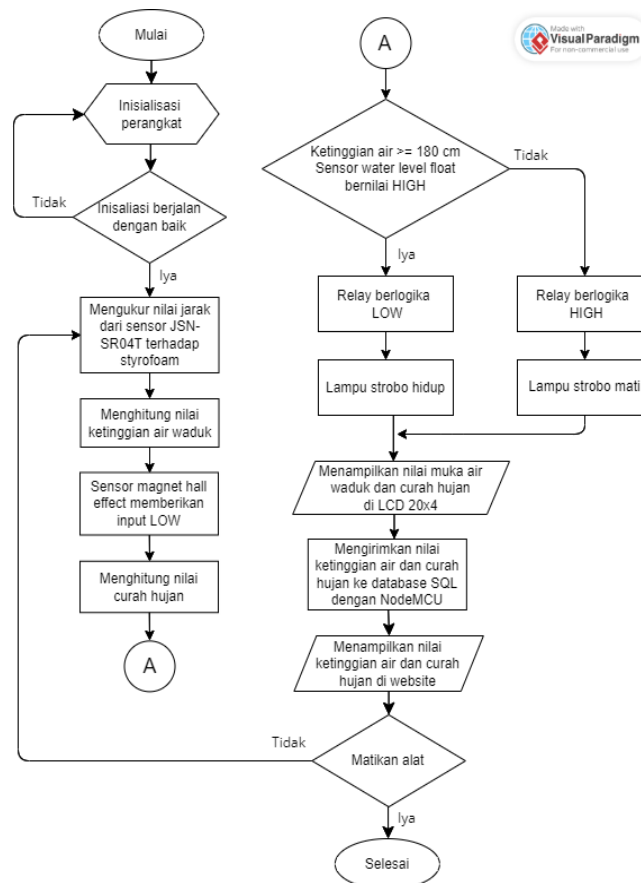 Mulai
Inisialisasi
perangkat
Tidak
Inisaliasi berjalan
dengan baik
Iya
Mengukur nilai jarak
dari sensor JSN-
SR04T terhadap
styrofoam
Menghitung nilai
ketinggian air waduk
Sensor magnet hall
effect memberikan
input LOW
Menghitung nilai
curah hujan
A
Made with
VisualParadigm
For non-commercial use
A
Ketinggian air >= 180 cm
Sensor water level float
bernilai HIGH
Tidak
Iya
Relay berlogika
LOW
Relay berlogika
HIGH
Lampu strobo hidup
Lampu strobo mati
Menampilkan nilai muka air
waduk dan curah hujan
di LCD 20x4
Mengirimkan nilai
ketinggian air dan curah
hujan ke database SQL
dengan NodeMCU
Menampilkan nilai
ketinggian air dan curah
hujan di website
Tidak
Matikan alat
Iya
Selesai